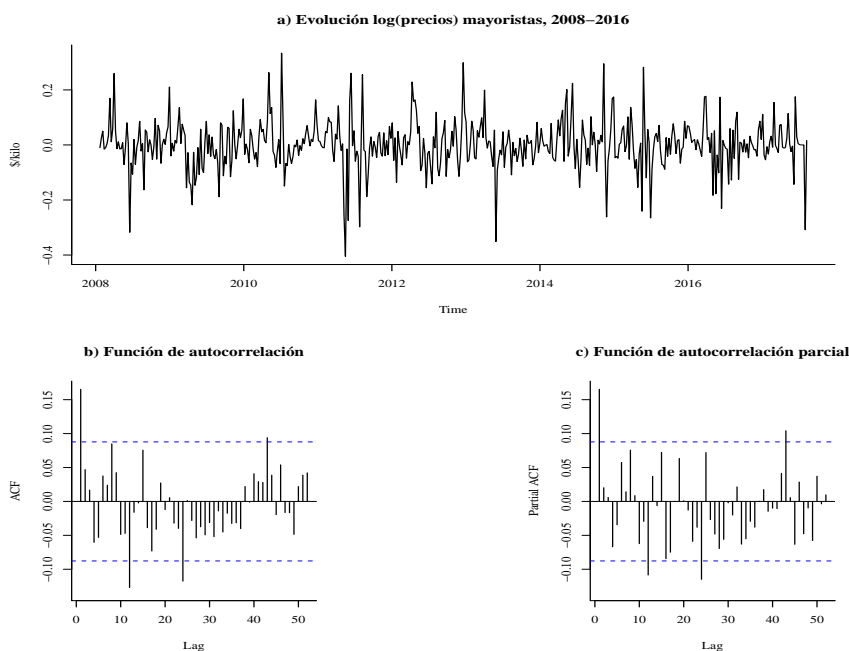 a) Evolución log(precios) mayoristas, 2008−2016
$/kilo
0.2
0.0
−0.2
−0.4
2008 2010 2012 2014 2016
Time
b) Función de autocorrelación
ACF
0.15
0.10
0.05
0.00
−0.05
−0.10
0 10 20 30 40 50
Lag
c) Función de autocorrelación parcial
Partial ACF
0.15
0.10
0.05
0.00
−0.05
−0.10
0 10 20 30 40 50
Lag